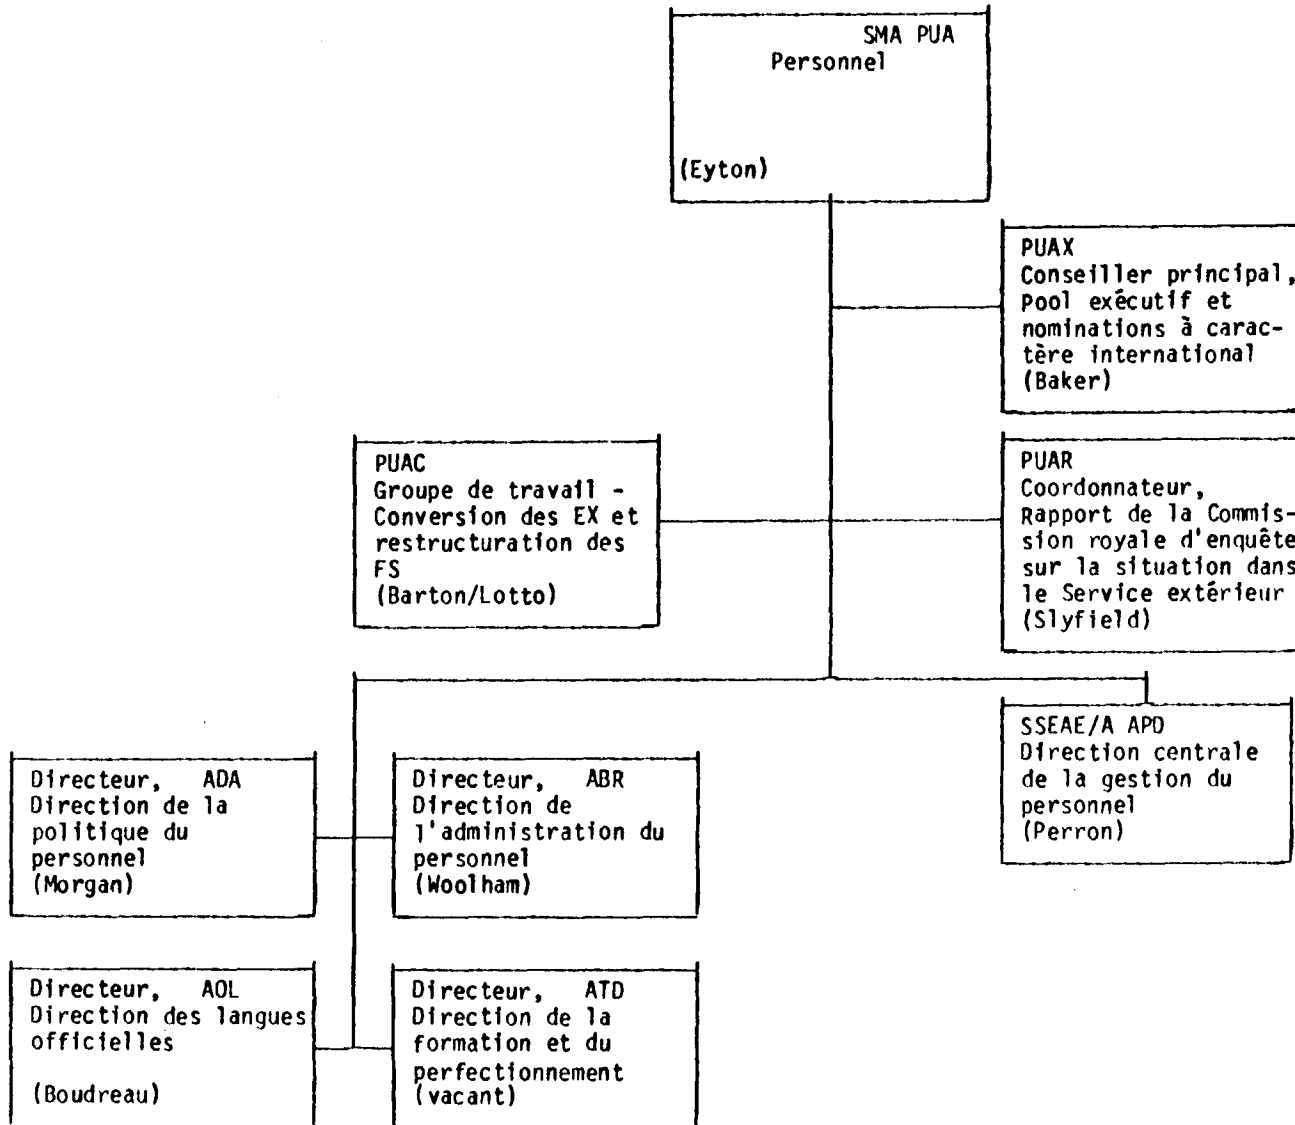 SMA PUA
Personnel
(Eyton)
PUAX
Conseiller principal,
Pool exécutif et
nominations à carac-
tère international
(Baker)
PUAC
Groupe de travail -
Conversion des EX et
restructuration des
FS
(Barton/Lotto)
PUAR
Coordonnateur,
Rapport de la Commis-
sion royale d'enquête
sur la situation dans
le Service extérieur
(Slyfield)
SSEAE/A APD
Direction centrale
de la gestion du
personnel
(Perron)
Directeur, ADA
Direction de la
politique du
personnel
(Morgan)
Directeur, ABR
Direction de
l'administration du
personnel
(Woolham)
Directeur, AOL
Direction des langues
officielles
(Boudreau)
Directeur, ATD
Direction de la
formation et du
perfectionnement
(vacant)